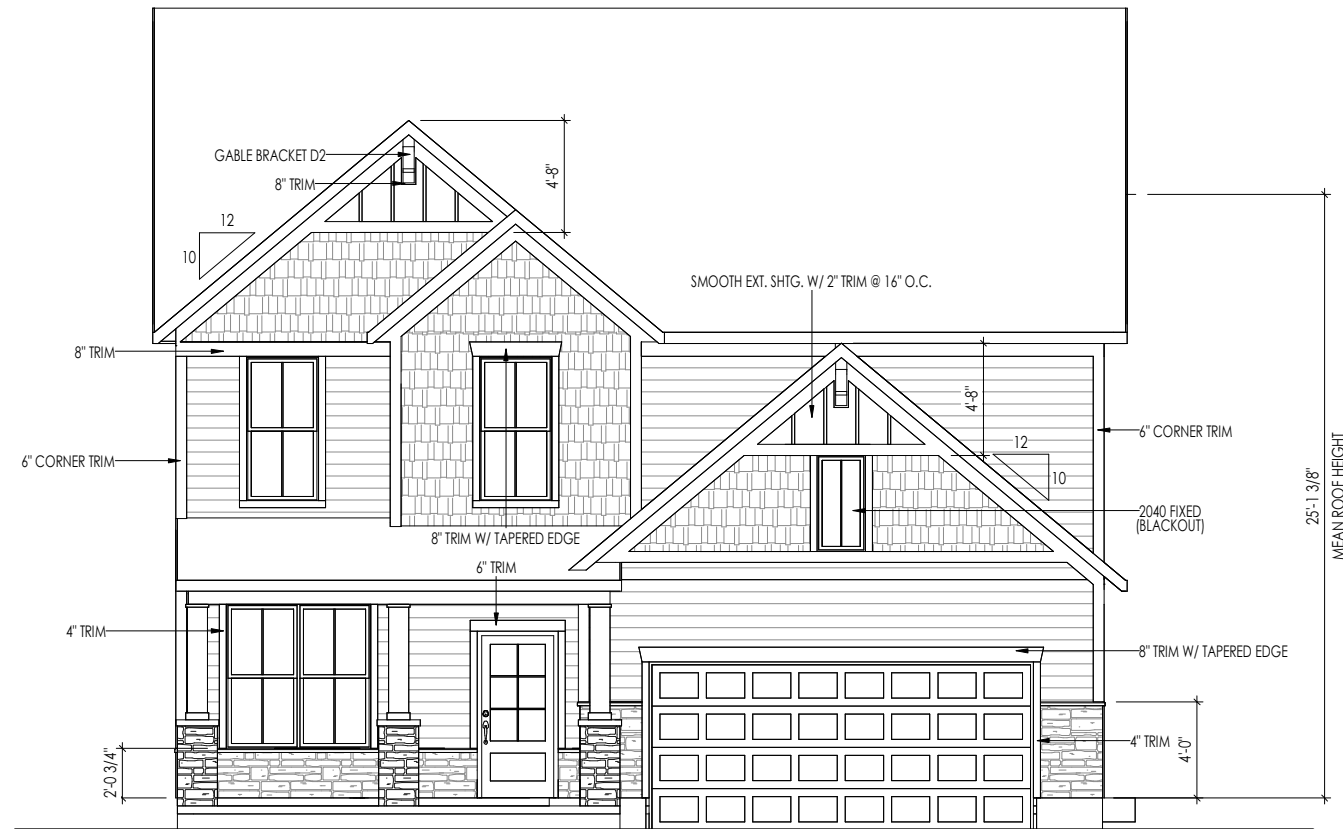 GABLE BRACKET D2
8" TRIM
4'-8"
12
10
SMOOTH EXT. SHTG. W/ 2" TRIM @ 16" O.C.
8" TRIM
4'-8"
6" CORNER TRIM
12
10
6" CORNER TRIM
25'-1 3/8"
MEAN ROOF HEIGHT
2040 FIXED
(BLACKOUT)
8" TRIM W/ TAPERED EDGE
6" TRIM
4" TRIM
8" TRIM W/ TAPERED EDGE
4" TRIM
4'-0"
2'-0 3/4"